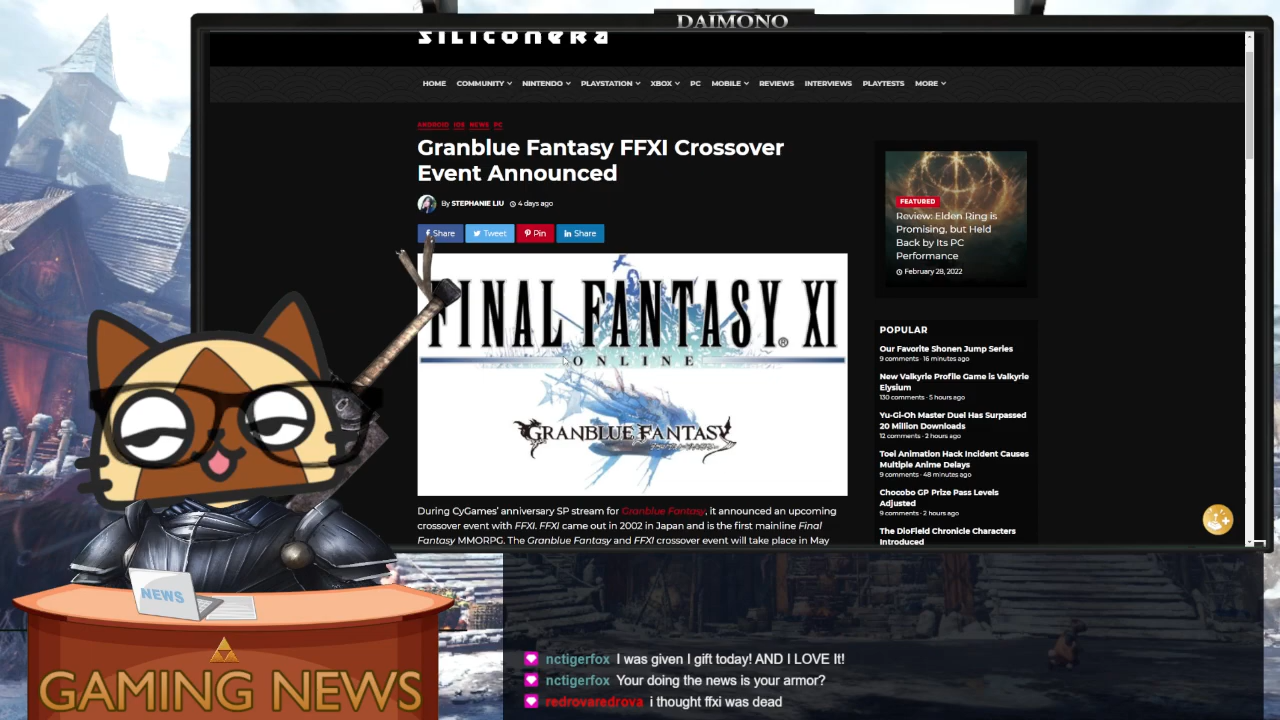 DAIMONO
SILICONERA
HOME COMMUNITY NINTENDO PLAYSTATION XBOX PC MOBILE REVIEWS INTERVIEWS PLAYTESTS MORE
ANDROID IOS NEWS PC
Granblue Fantasy FFXI Crossover
Event Announced
By STEPHANIE LIU 4 days ago
Share Tweet Pin Share
FINAL FANTASY® XI
ONLINE
GRANBLUE FANTASY
During CyGames' anniversary SP stream for Granblue Fantasy, it announced an upcoming
crossover event with FFXI. FFXI came out in 2002 in Japan and is the first mainline Final
Fantasy MMORPG. The Granblue Fantasy and FFXI crossover event will take place in May
FEATURED
Review: Elden Ring is
Promising, but Held
Back by Its PC
Performance
February 28, 2022
POPULAR
Our Favorite Shonen Jump Series
9 comments · 16 minutes ago
New Valkyrie Profile Game is Valkyrie
Elysium
130 comments · 5 hours ago
Yu-Gi-Oh Master Duel Has Surpassed
20 Million Downloads
12 comments · 2 hours ago
Toei Animation Hack Incident Causes
Multiple Anime Delays
9 comments · 48 minutes ago
Chocobo GP Prize Pass Levels
Adjusted
9 comments · 2 hours ago
The DioField Chronicle Characters
Introduced
NEWS
GAMING NEWS
nctigerfox I was given I gift today! AND I LOVE It!
nctigerfox Your doing the news is your armor?
redrovaredrova i thought ffxi was dead